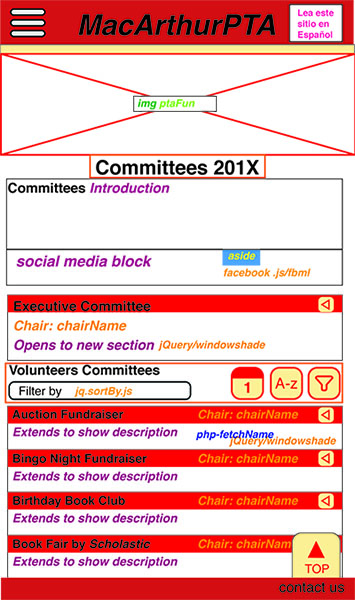 MacArthurPTA
Lea este
sitio en
Español
img ptaFun
Committees 201X
Committees Introduction
social media block
aside
facebook .js/fbml
Executive Committee
Chair: chairName
Opens to new section jQuery/windowshade
Volunteers Committees
Filter by jq.sortBy.js
1
A-z
Auction Fundraiser Chair: chairName
Extends to show description php-fetchName
jQuery/windowshade
Bingo Night Fundraiser Chair: chairName
Extends to show description
Birthday Book Club Chair: chairName
Extends to show description
Book Fair by Scholastic Chair: chairName
Extends to show description
TOP
contact us